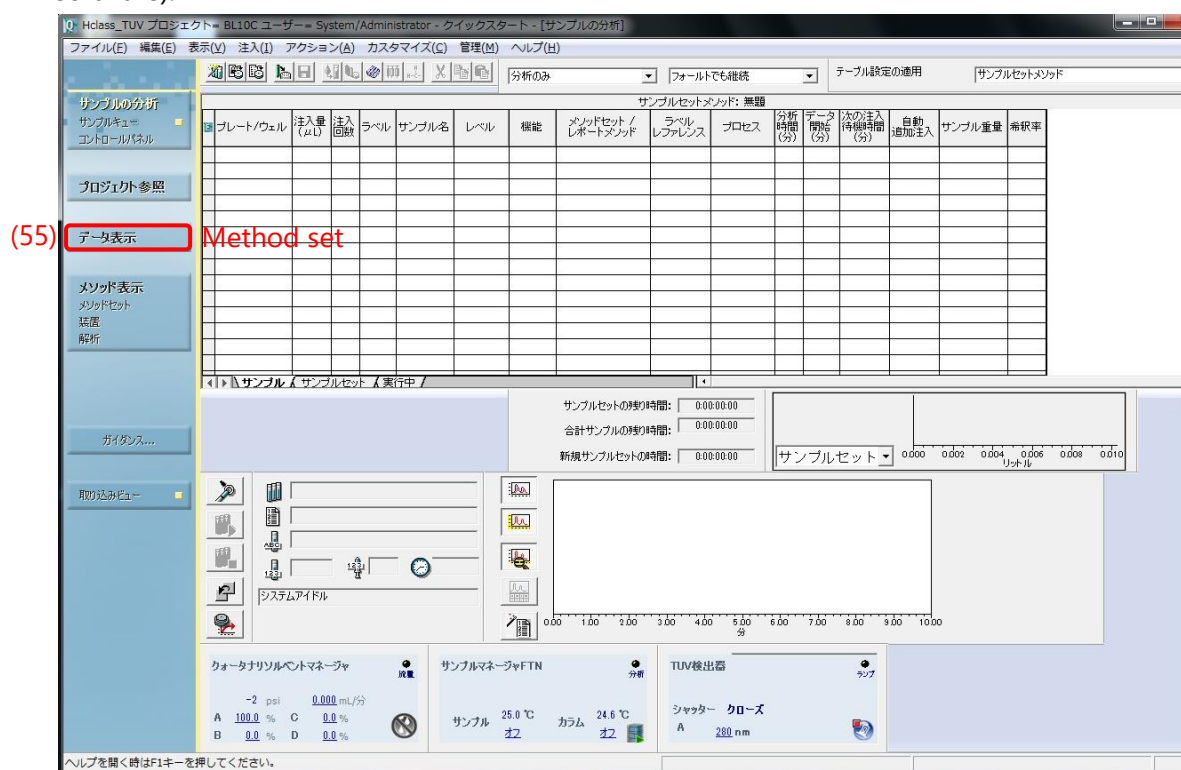 Hclass_TUV プロジェクト= BL10C ユーザー= System/Administrator - クイックスタート - [サンプルの分析]
ファイル(F) 編集(E) 表示(V) 注入(I) アクション(A) カスタマイズ(C) 管理(M) ヘルプ(H)
分析のみ フォールトでも継続 テーブル設定の適用 サンプルセットメソッド
サンプルの分析
サンプルキュー
コントロールパネル
プロジェクト参照
(55) データ表示 Method set
メソッド表示
メソッドセット
装置
解析
ガイダンス...
取り込みビュー
サンプルセットメソッド: 無題
プレート/ウェル 注入量(μL) 注入回数 ラベル サンプル名 レベル 機能 メソッドセット / レポートメソッド ラベルレファレンス プロセス 分析時間(分) データ開始(分) 次の注入待機時間(分) 自動追加注入 サンプル重量 希釈率
サンプル サンプルセット 実行中
サンプルセットの残り時間: 0:00:00:00
合計サンプルの残り時間: 0:00:00:00
新規サンプルセットの時間: 0:00:00:00
サンプルセット
0.000 0.002 0.004 0.006 0.008 0.010
リットル
ABC
123
123
システムアイドル
0.00 1.00 2.00 3.00 4.00 5.00 6.00 7.00 8.00 9.00 10.00
分
クォータナリソルベントマネージャ 流量
-2 psi 0.000 mL/分
A 100.0 % C 0.0 %
B 0.0 % D 0.0 %
サンプルマネージャFTN 分析
サンプル 25.0 ℃ オフ カラム 24.6 ℃ オフ
TUV検出器 ランプ
シャッター クローズ
A 280 nm
ヘルプを開く時はF1キーを押してください。